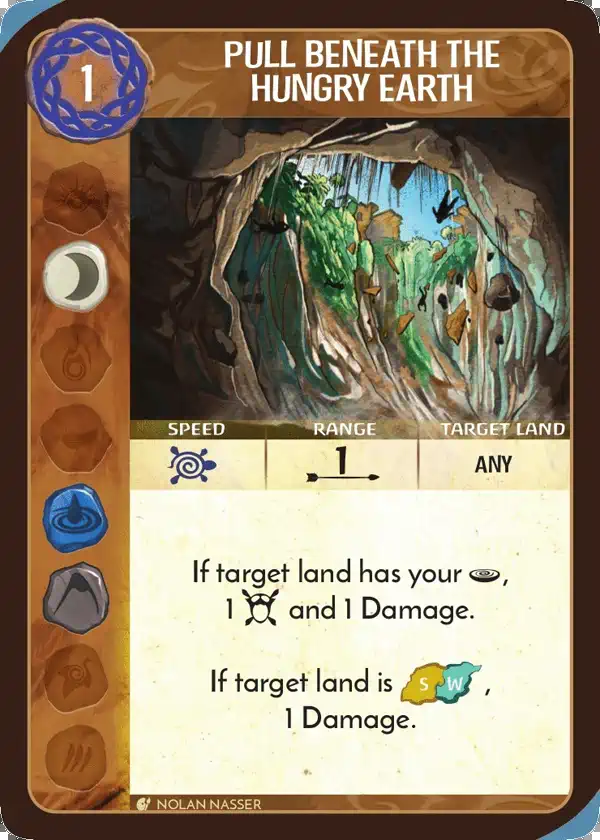 1
PULL BENEATH THE
HUNGRY EARTH
SPEED RANGE TARGET LAND
1 ANY
If target land has your ,
1 and 1 Damage.
If target land is S W ,
1 Damage.
NOLAN NASSER